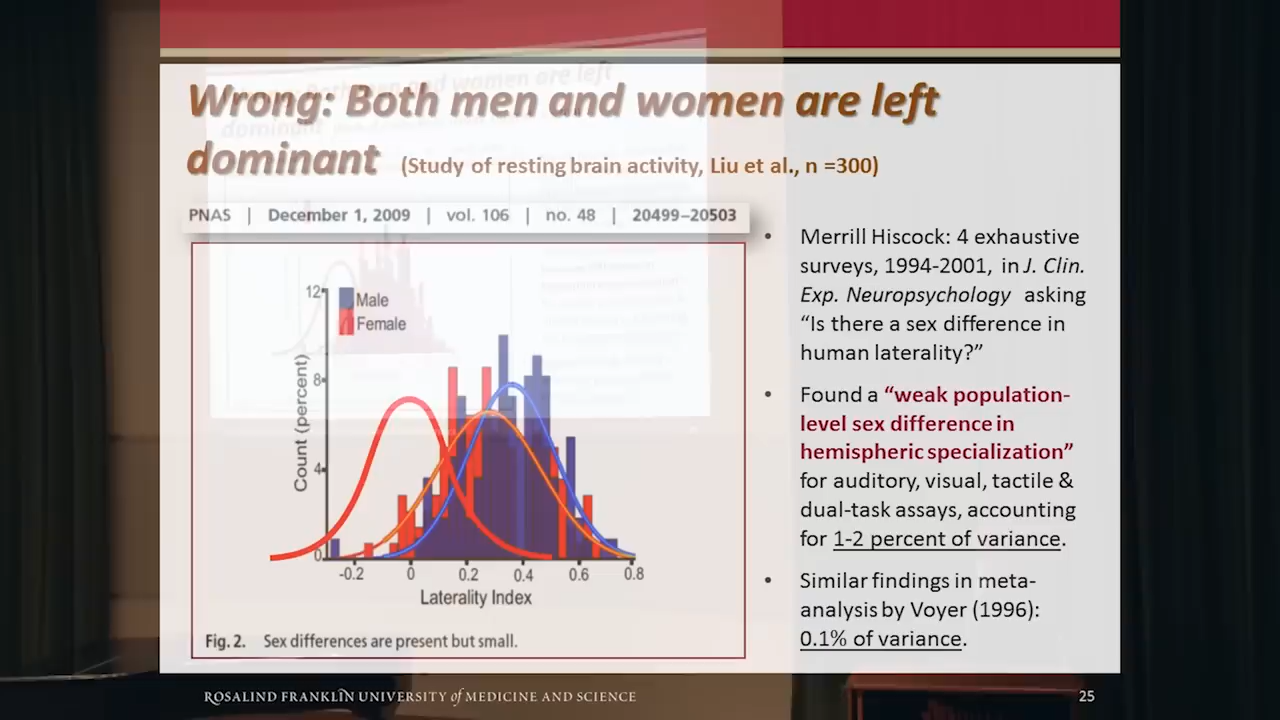 Wrong: Both men and women are left
dominant (Study of resting brain activity, Liu et al., n =300)
PNAS | December 1, 2009 | vol. 106 | no. 48 | 20499–20503
12
Male
Female
8
4
0
Count (percent)
-0.2 0 0.2 0.4 0.6 0.8
Laterality Index
Fig. 2. Sex differences are present but small.
• Merrill Hiscock: 4 exhaustive
surveys, 1994-2001, in J. Clin.
Exp. Neuropsychology asking
“Is there a sex difference in
human laterality?”
• Found a “weak population-
level sex difference in
hemispheric specialization”
for auditory, visual, tactile &
dual-task assays, accounting
for 1-2 percent of variance.
• Similar findings in meta-
analysis by Voyer (1996):
0.1% of variance.
ROSALIND FRANKLIN UNIVERSITY of MEDICINE AND SCIENCE
25